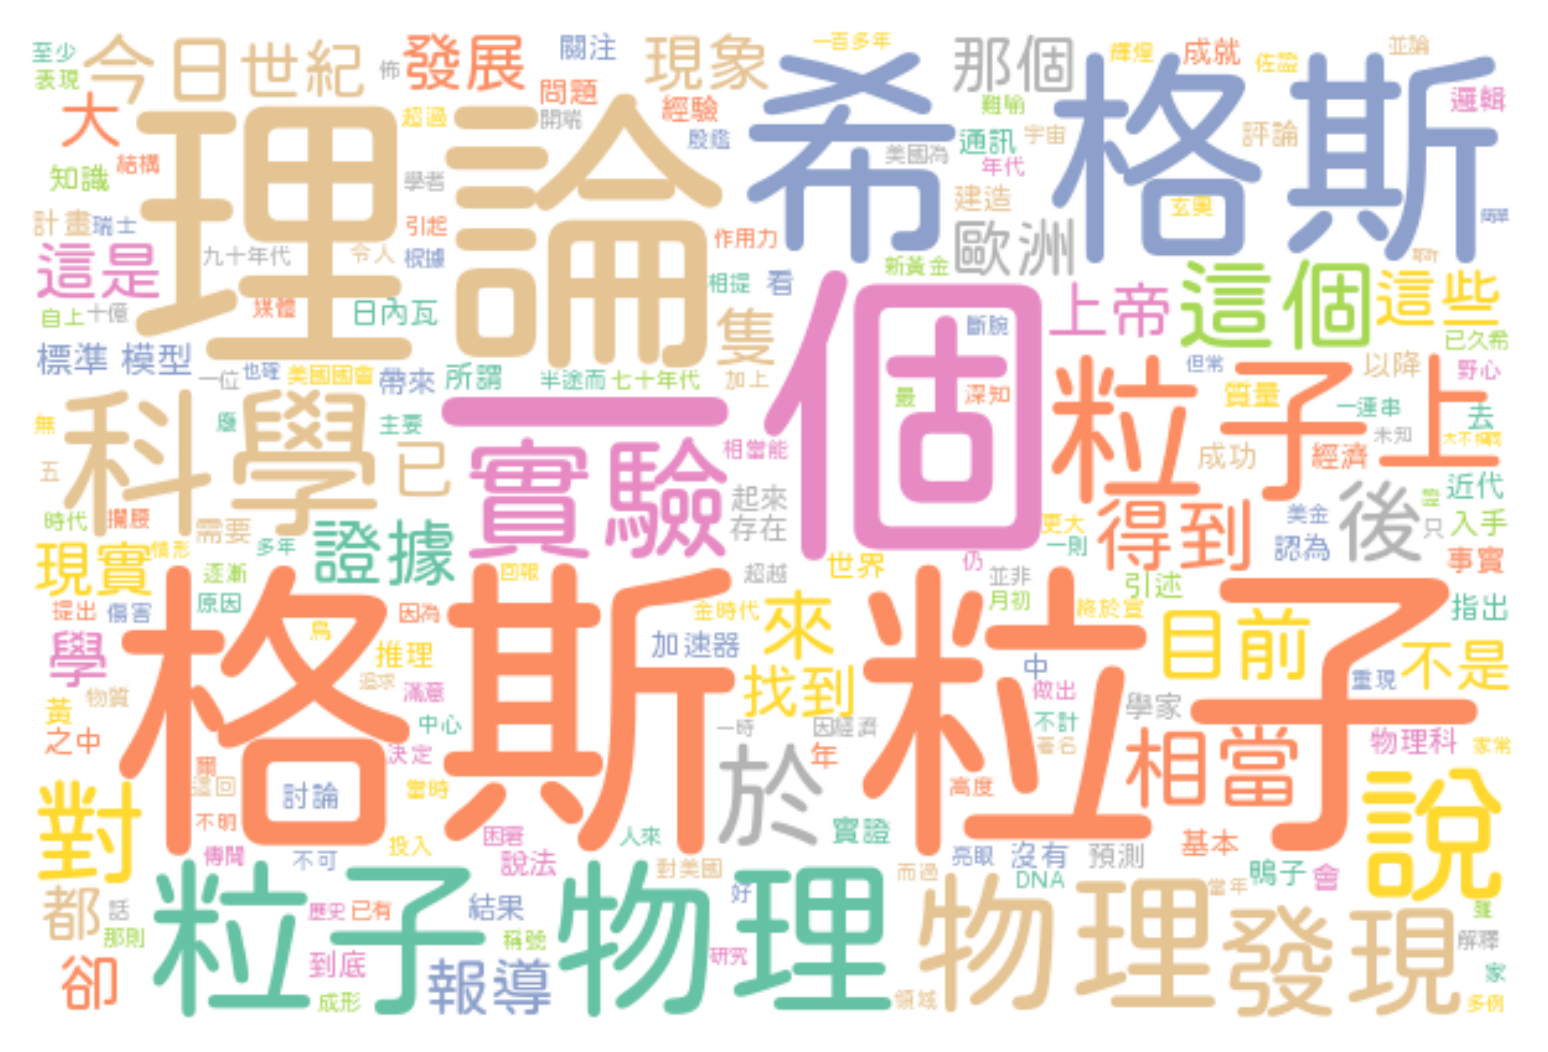 至少
今日世紀
佈
發展
關注
現象
一百多年
那個
輝煌
成就
佐證
並論
表現
大
問題
希
格斯
邏輯
理論
超過
開端
經驗
殷鑑
難喻
通訊
宇宙
評論
美國為
年代
知識
結構
學者
建造
玄奧
簡單
計畫
瑞士
引起
作用力
歐洲
這是
九十年代
令人
根據
新黃金
相提
看
上帝
這個
這些
自上
十億
媒體
日內瓦
隻
斷腕
已久希
標準 模型
一位
也確
美國國會
帶來
所謂
半途而
七十年代
加上
一個
最
深知
粒子上
但常
以降
野心
質量
一連串
去
無
科學
廢
主要
已
實驗
相當能
成功
經濟
未知
大不相同
五
起來
存在
時代
攔腰
需要
證據
更大
一則
得到
美金
認為
後
只
近代
入手
現實
情形
多年
逐漸
回報
超越
世界
仍
並非
月初
引述
事實
提出
傷害
原因
因為
格斯
粒子
金時代
來
將於宣
目前
指出
學
鳥
推理
加速器
找到
中
不是
物質
追求
滿意
做出
重現
黃
之中
中心
一時
因經濟
不計
學家
著名
物理科
家常
爾
這回
決定
於
年
相當
討論
當時
高度
對
不明
投入
困窘
人來
實證
基本
說
傳聞
不可
說法
對美國
而過
亮眼
沒有
預測
DNA
鴨子
會
當年
都
話
粒子
歷史
已有
結果
好
物理
物理
發現
那則
稱號
解釋
卻
到底
報導
研究
家
成形
領域
多例